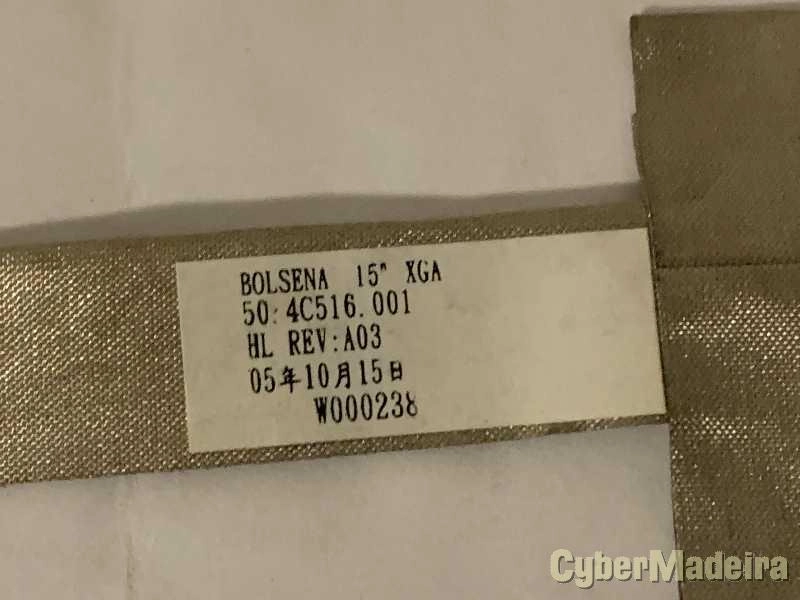 BOLSENA 15" XGA
50:4C516.001
HL REV:A03
05年10月15日
W000238
CyberMadeira